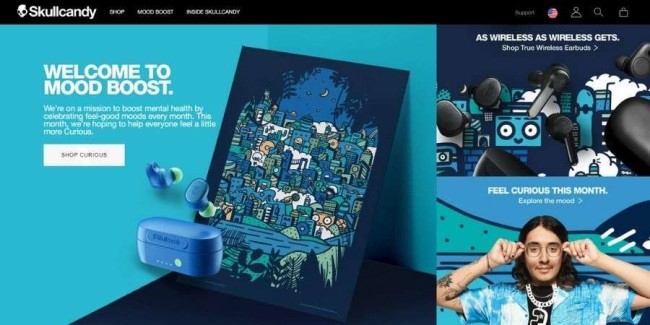 Skullcandy
SHOP
MOOD BOOST
INSIDE SKULLCANDY
Support
WELCOME TO
MOOD BOOST.
We're on a mission to boost mental health by
celebrating feel-good moods every month. This
month, we're hoping to help everyone feel a little
more Curious.
SHOP CURIOUS
AS WIRELESS AS WIRELESS GETS.
Shop True Wireless Earbuds >
FEEL CURIOUS THIS MONTH.
Explore the mood >